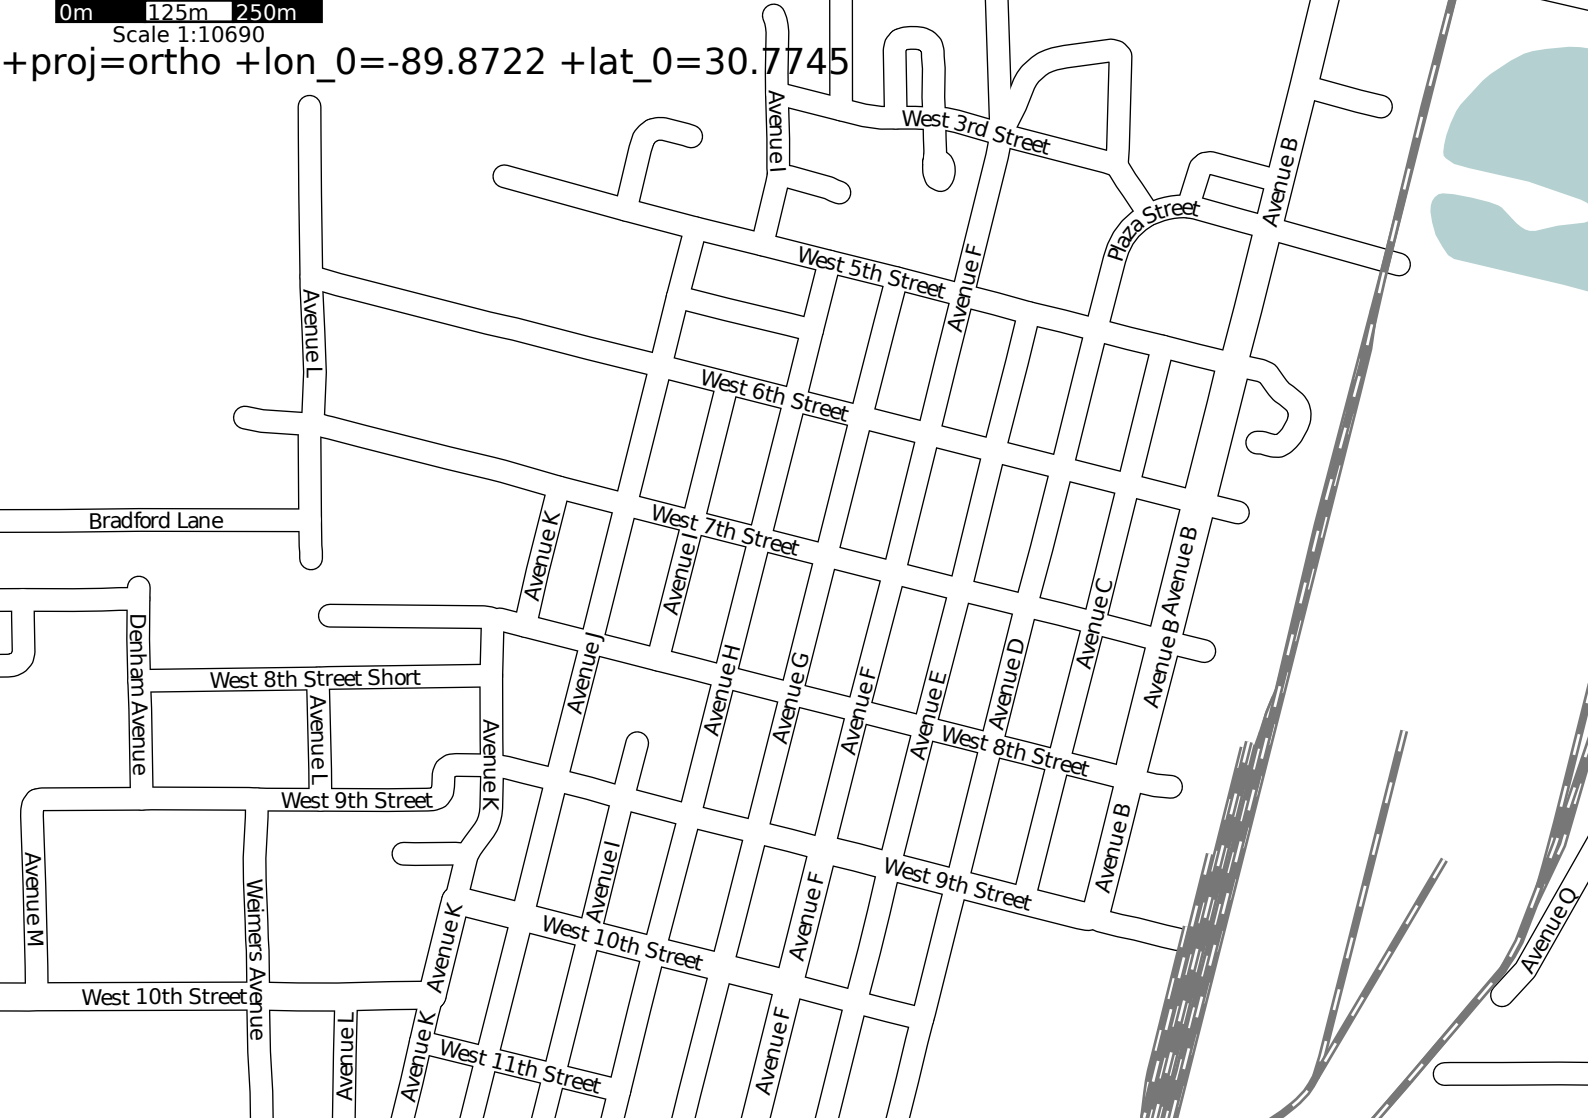 0m 125m 250m
Scale 1:10690
+proj=ortho +lon_0=-89.8722 +lat_0=30.7745
Avenue I
West 3rd Street
Avenue B
Plaza Street
West 5th Street
Avenue F
Avenue L
West 6th Street
Bradford Lane
Avenue K
West 7th Street
Avenue I
Avenue B
Avenue C
Avenue B
Denham Avenue
West 8th Street Short
Avenue J
Avenue H
Avenue G
Avenue F
Avenue E
Avenue D
West 8th Street
Avenue L
Avenue K
West 9th Street
Avenue B
Avenue M
Weimers Avenue
Avenue I
Avenue F
West 9th Street
Avenue Q
Avenue K
West 10th Street
West 10th Street
Avenue L
Avenue K
West 11th Street
Avenue F